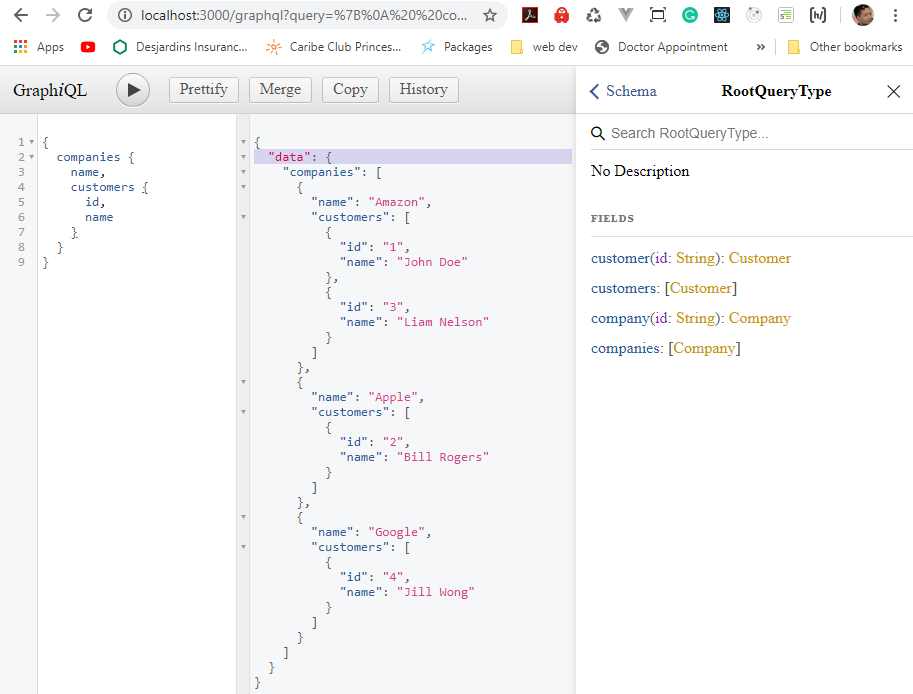 localhost:3000/graphql?query=%7B%0A%20%20co...
Apps Desjardins Insuranc... Caribe Club Princes... Packages web dev Doctor Appointment » Other bookmarks
GraphiQL Prettify Merge Copy History
1 {
2 companies {
3 name,
4 customers {
5 id,
6 name
7 }
8 }
9 }
{
"data": {
"companies": [
{
"name": "Amazon",
"customers": [
{
"id": "1",
"name": "John Doe"
},
{
"id": "3",
"name": "Liam Nelson"
}
]
},
{
"name": "Apple",
"customers": [
{
"id": "2",
"name": "Bill Rogers"
}
]
},
{
"name": "Google",
"customers": [
{
"id": "4",
"name": "Jill Wong"
}
]
}
]
}
}
Schema RootQueryType
Search RootQueryType...
No Description
FIELDS
customer(id: String): Customer
customers: [Customer]
company(id: String): Company
companies: [Company]